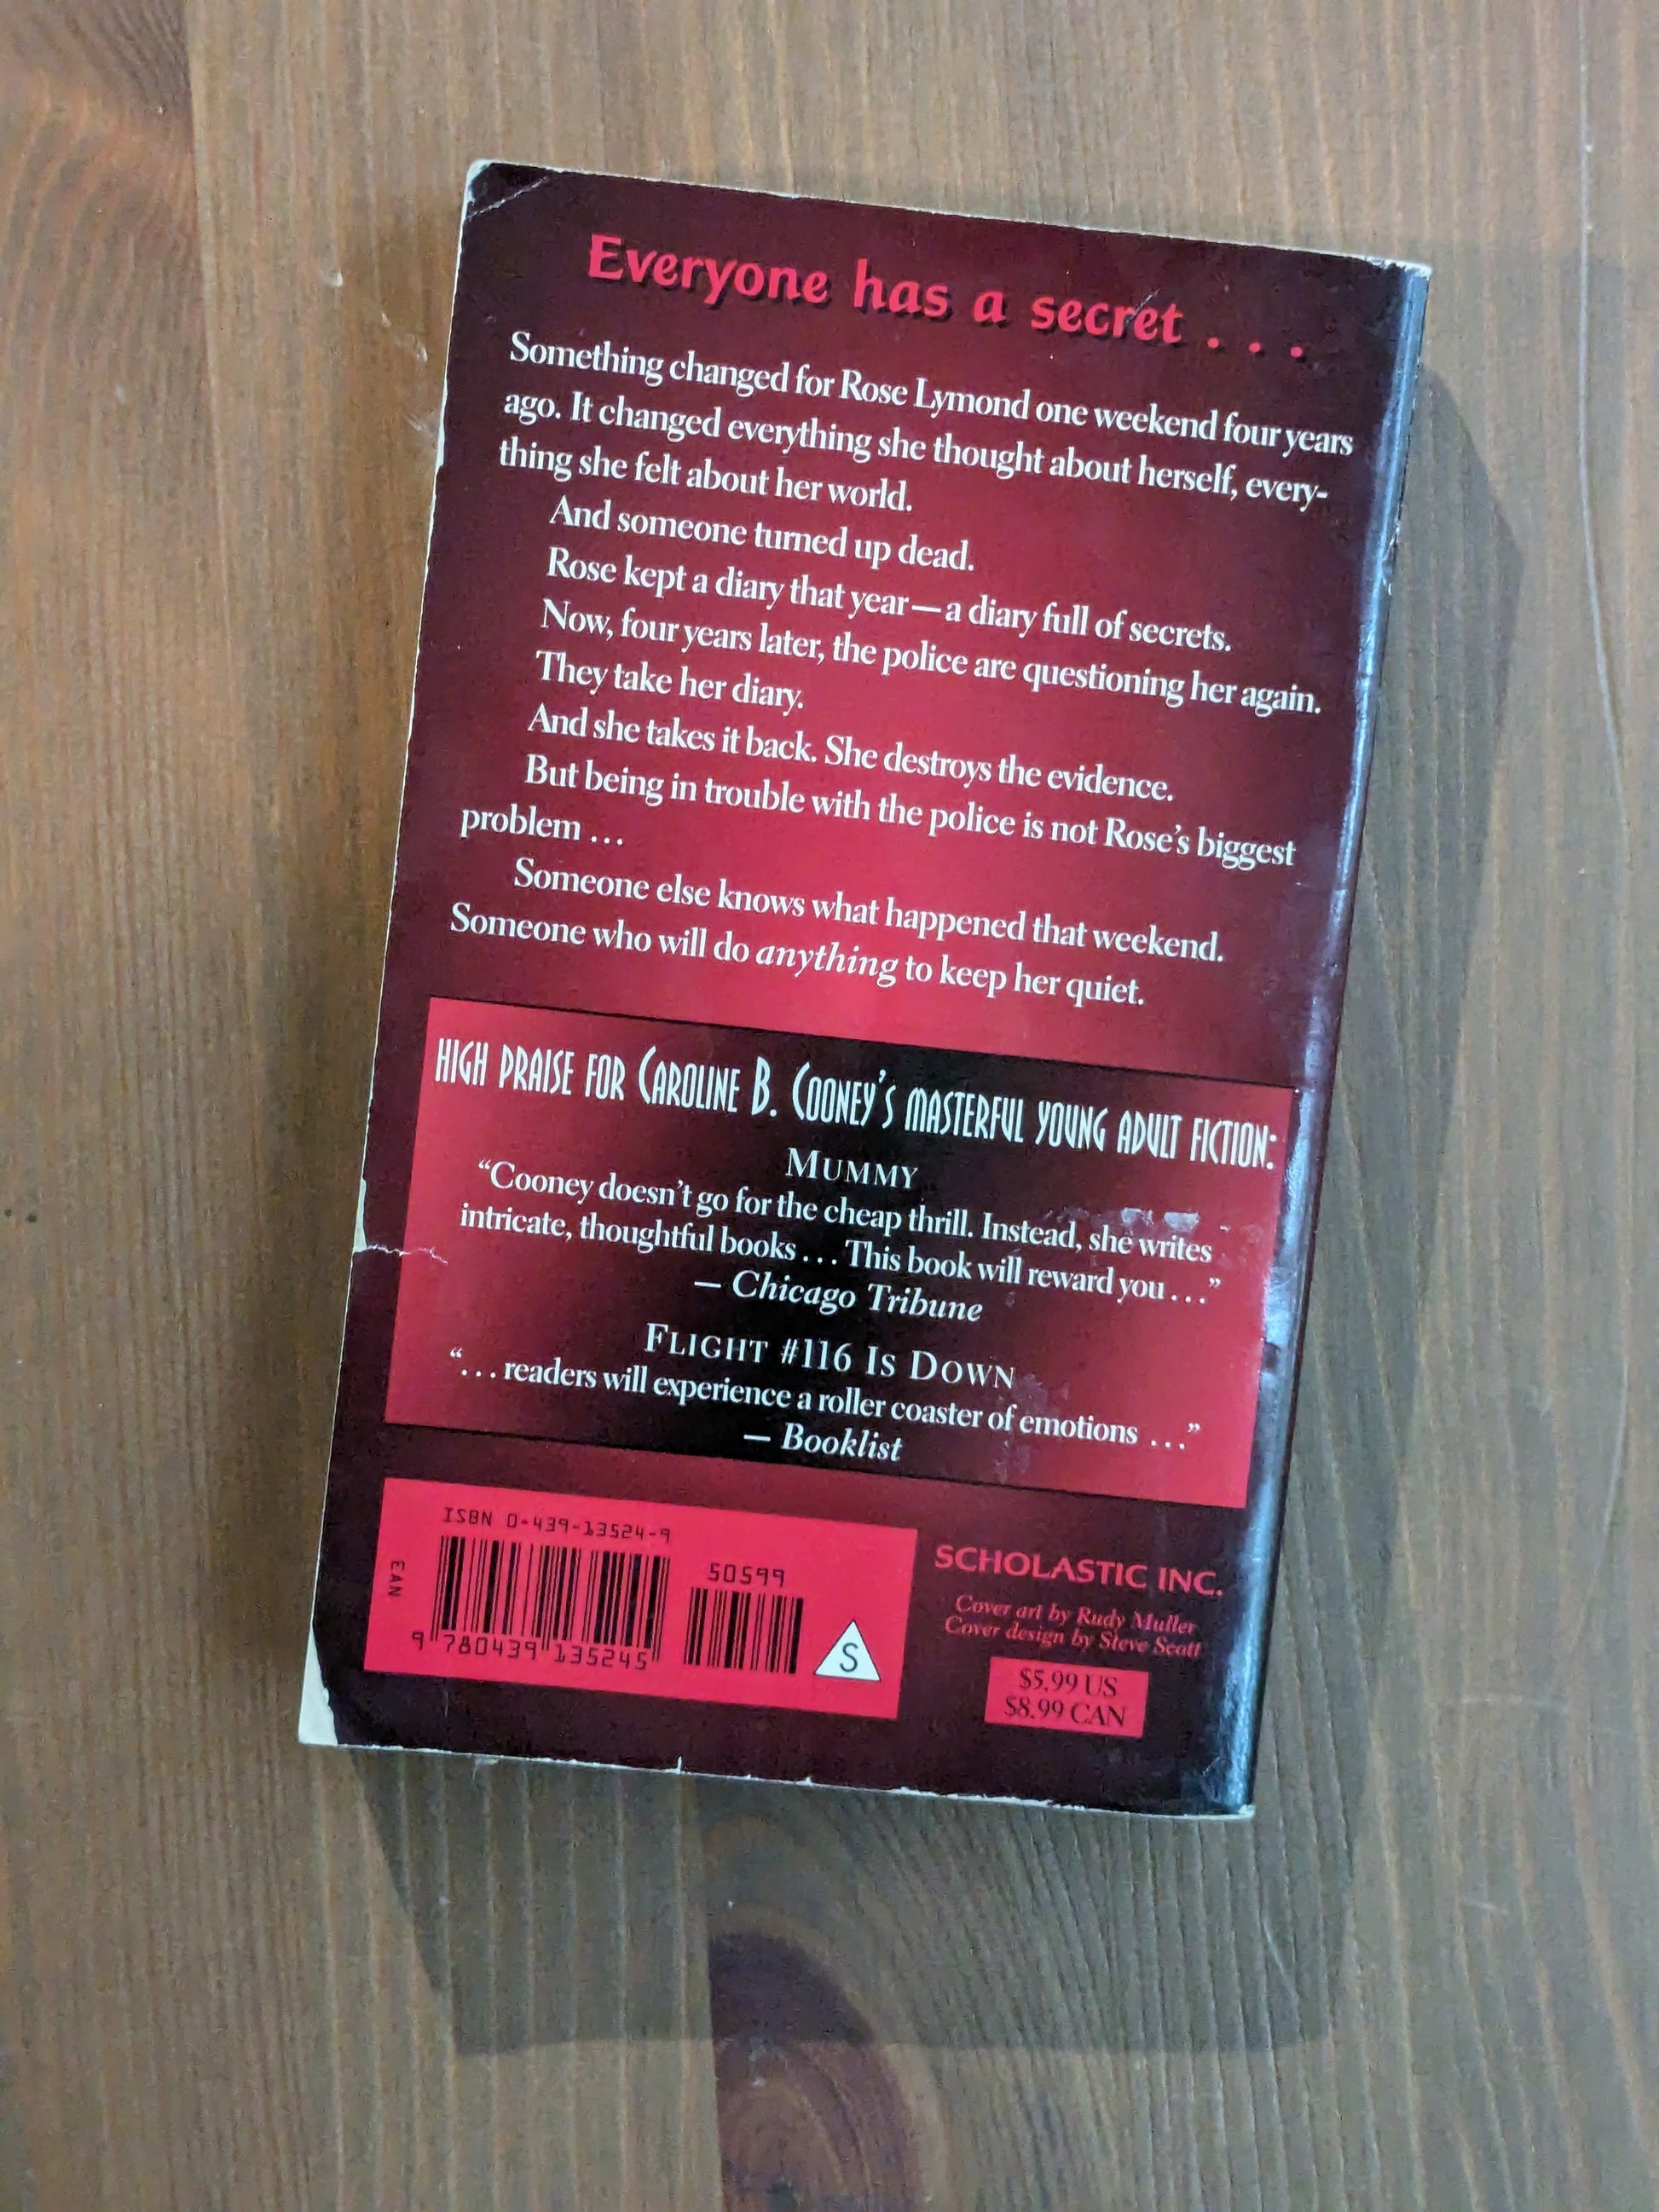 Everyone has a secret . . .
Something changed for Rose Lymond one weekend four years
ago. It changed everything she thought about herself, every-
thing she felt about her world.
And someone turned up dead.
Rose kept a diary that year — a diary full of secrets.
Now, four years later, the police are questioning her again.
They take her diary.
And she takes it back. She destroys the evidence.
But being in trouble with the police is not Rose's biggest
problem ...
Someone else knows what happened that weekend.
Someone who will do anything to keep her quiet.
HIGH PRAISE FOR CAROLINE B. COONEY'S MASTERFUL YOUNG ADULT FICTION:
MUMMY
“Cooney doesn't go for the cheap thrill. Instead, she writes
intricate, thoughtful books . . . This book will reward you . . .”
— Chicago Tribune
FLIGHT #116 IS DOWN
“. . . readers will experience a roller coaster of emotions . . .”
— Booklist
ISBN 0-439-13524-9
EAN
50599
9 780439 135245
S
SCHOLASTIC INC.
Cover art by Rudy Muller
Cover design by Steve Scott
$5.99 US
$8.99 CAN